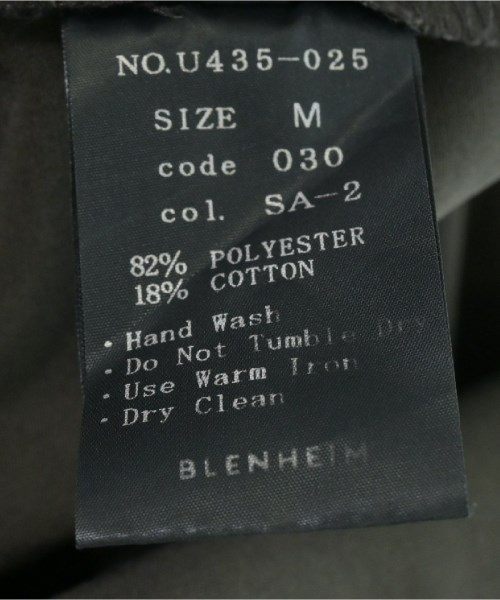 NO.U435-025
SIZE M
code 030
col. SA-2
82% POLYESTER
18% COTTON
・Hand Wash
・Do Not Tumble Dry
・Use Warm Iron
・Dry Clean
BLENHEIM